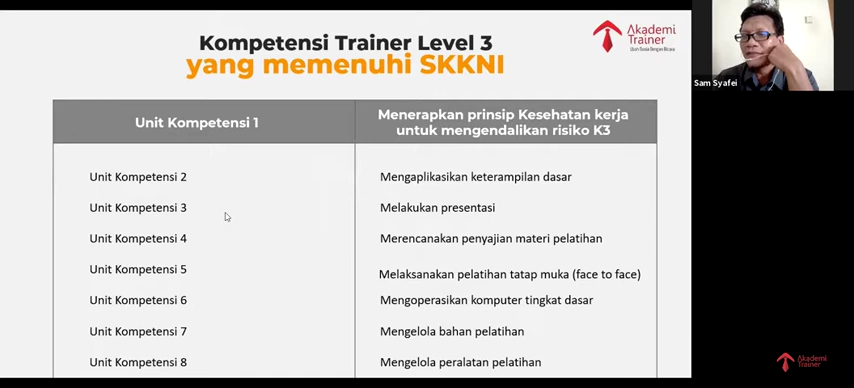 Kompetensi Trainer Level 3
yang memenuhi SKKNI
Akademi
Trainer
Sam Syafei
Unit Kompetensi 1
Menerapkan prinsip Kesehatan kerja
untuk mengendalikan risiko K3
Unit Kompetensi 2
Mengaplikasikan keterampilan dasar
Unit Kompetensi 3
Melakukan presentasi
Unit Kompetensi 4
Merencanakan penyajian materi pelatihan
Unit Kompetensi 5
Melaksanakan pelatihan tatap muka (face to face)
Unit Kompetensi 6
Mengoperasikan komputer tingkat dasar
Unit Kompetensi 7
Mengelola bahan pelatihan
Unit Kompetensi 8
Mengelola peralatan pelatihan
Akademi
Trainer